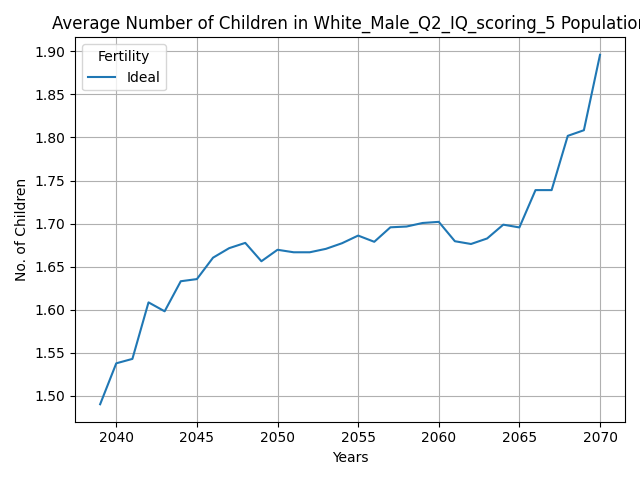 Average Number of Children in White_Male_Q2_IQ_scoring_5 Population
Fertility
Ideal
No. of Children
1.90
1.85
1.80
1.75
1.70
1.65
1.60
1.55
1.50
2040 2045 2050 2055 2060 2065 2070
Years